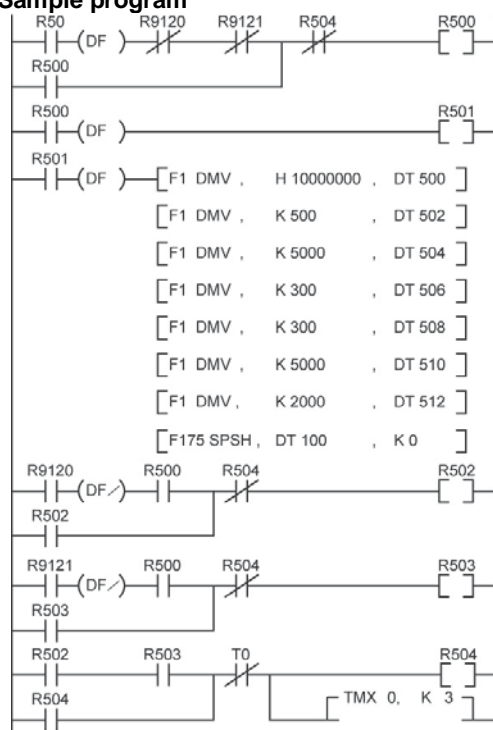 Sample program
R50 R9120 R9121 R504 R500
(DF )
R500
R500 R501
(DF )
R501
(DF ) [F1 DMV , H 10000000 , DT 500 ]
[F1 DMV , K 500 , DT 502 ]
[F1 DMV , K 5000 , DT 504 ]
[F1 DMV , K 300 , DT 506 ]
[F1 DMV , K 300 , DT 508 ]
[F1 DMV , K 5000 , DT 510 ]
[F1 DMV , K 2000 , DT 512 ]
[F175 SPSH , DT 100 , K 0 ]
R9120 R500 R504 R502
(DF/)
R502
R9121 R500 R504 R503
(DF/)
R503
R502 R503 T0 R504
R504
TMX 0, K 3